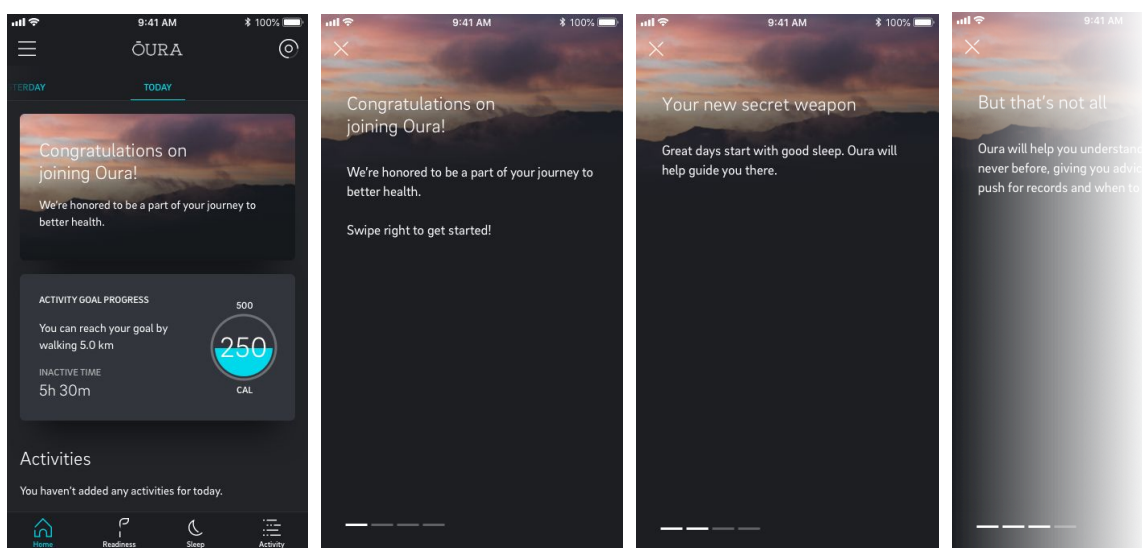 9:41 AM
100%
ŌURA
TERDAY
TODAY
Congratulations on
joining Oura!
We're honored to be a part of your journey to
better health.
ACTIVITY GOAL PROGRESS
You can reach your goal by
walking 5.0 km
INACTIVE TIME
5h 30m
500
250
CAL
Activities
You haven't added any activities for today.
Home
Readiness
Sleep
Activity
9:41 AM
100%
Congratulations on
joining Oura!
We're honored to be a part of your journey to
better health.
Swipe right to get started!
9:41 AM
100%
Your new secret weapon
Great days start with good sleep. Oura will
help guide you there.
9:41 AM
But that's not all
Oura will help you understand
never before, giving you advic
push for records and when to